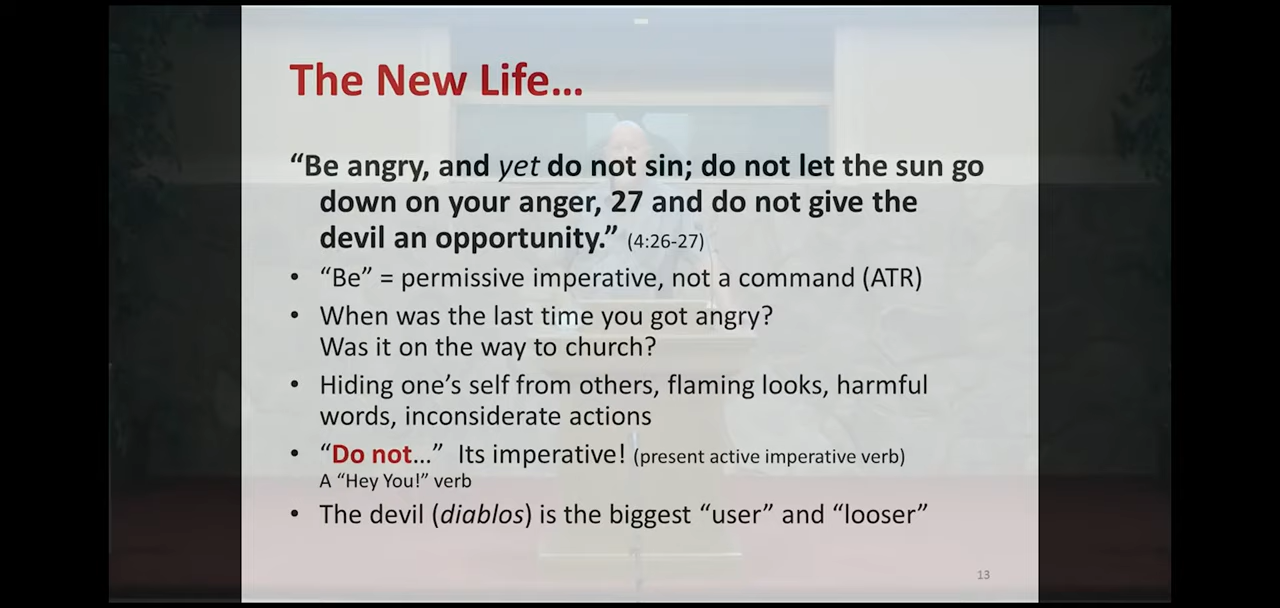 The New Life...
“Be angry, and yet do not sin; do not let the sun go
down on your anger, 27 and do not give the
devil an opportunity.” (4:26-27)
• “Be” = permissive imperative, not a command (ATR)
• When was the last time you got angry?
Was it on the way to church?
• Hiding one’s self from others, flaming looks, harmful
words, inconsiderate actions
• “Do not...” Its imperative! (present active imperative verb)
A “Hey You!” verb
• The devil (diablos) is the biggest “user” and “looser”
13